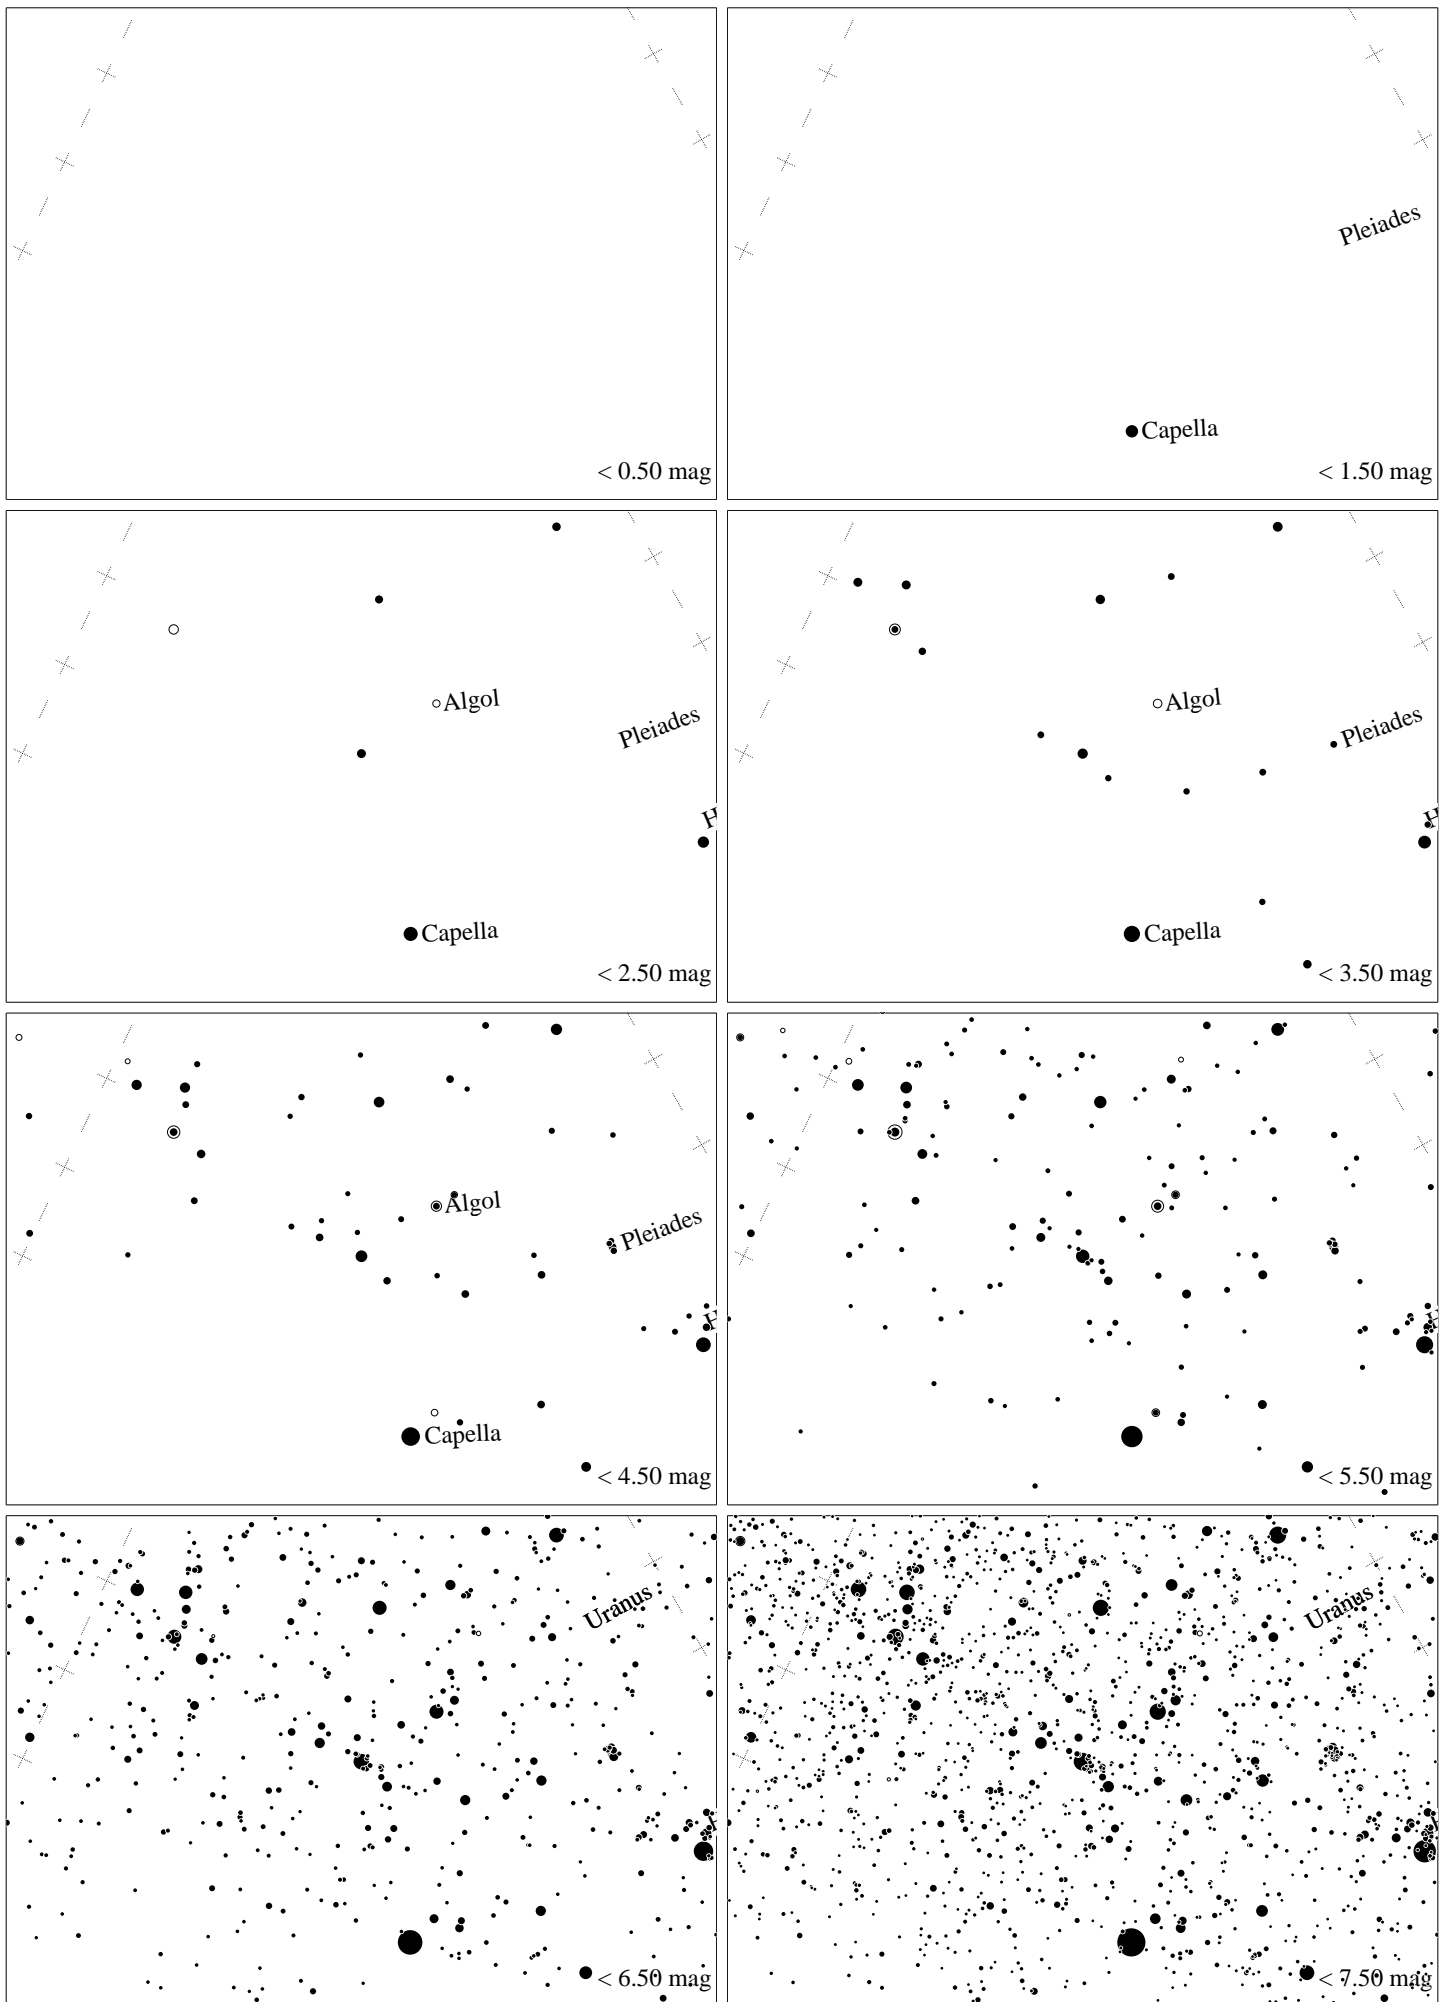 < 0.50 mag
Pleiades
Capella
< 1.50 mag
Algol
Pleiades
H
Capella
< 2.50 mag
Algol
Pleiades
H
Capella
< 3.50 mag
Algol
Pleiades
H
Capella
< 4.50 mag
H
< 5.50 mag
Uranus
< 6.50 mag
Uranus
< 7.50 mag